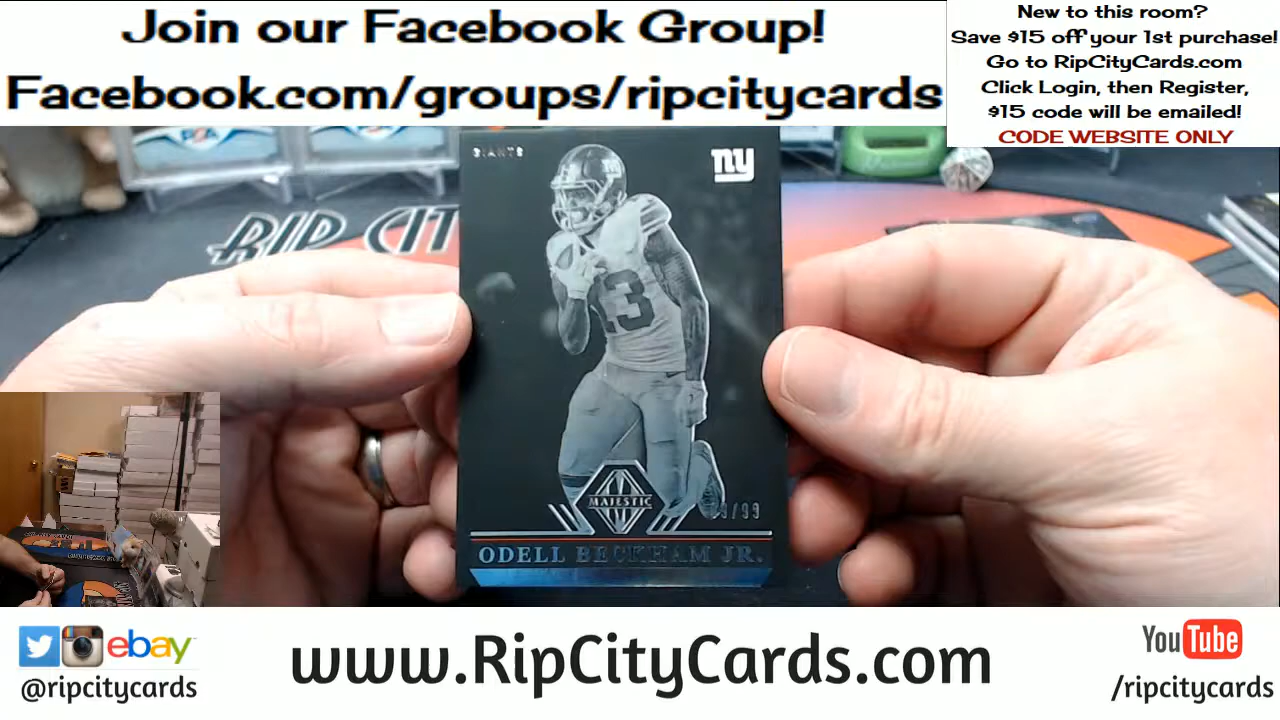 Join our Facebook Group!
Facebook.com/groups/ripcitycards
New to this room?
Save $15 off your 1st purchase!
Go to RipCityCards.com
Click Login, then Register,
$15 code will be emailed!
CODE WEBSITE ONLY
RIP CIT
GIANTS
ny
13
MAJESTIC
/99
ODELL BECKHAM JR.
ebay
@ripcitycards
www.RipCityCards.com
YouTube
/ripcitycards